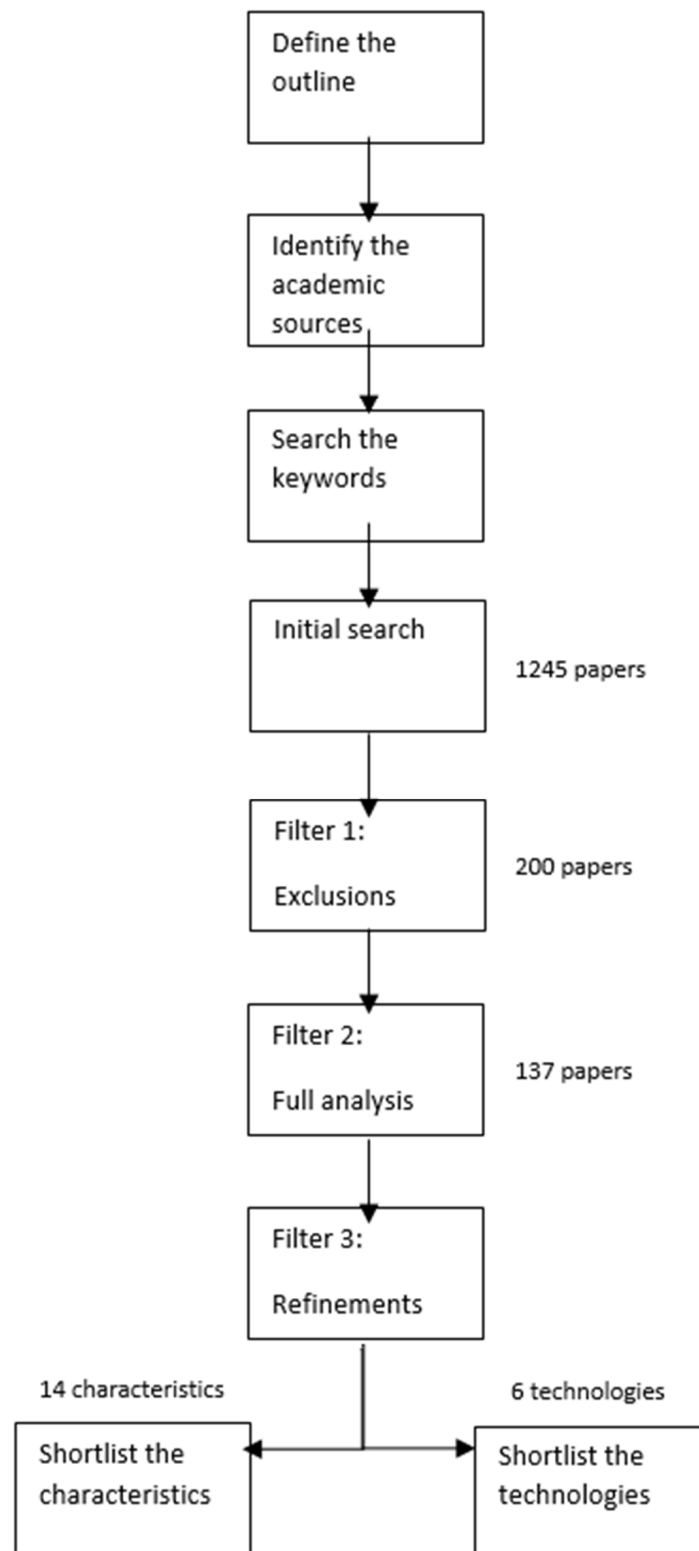 Define the
outline
Identify the
academic
sources
Search the
keywords
Initial search
1245 papers
Filter 1:
Exclusions
200 papers
Filter 2:
Full analysis
137 papers
Filter 3:
Refinements
14 characteristics
Shortlist the
characteristics
6 technologies
Shortlist the
technologies